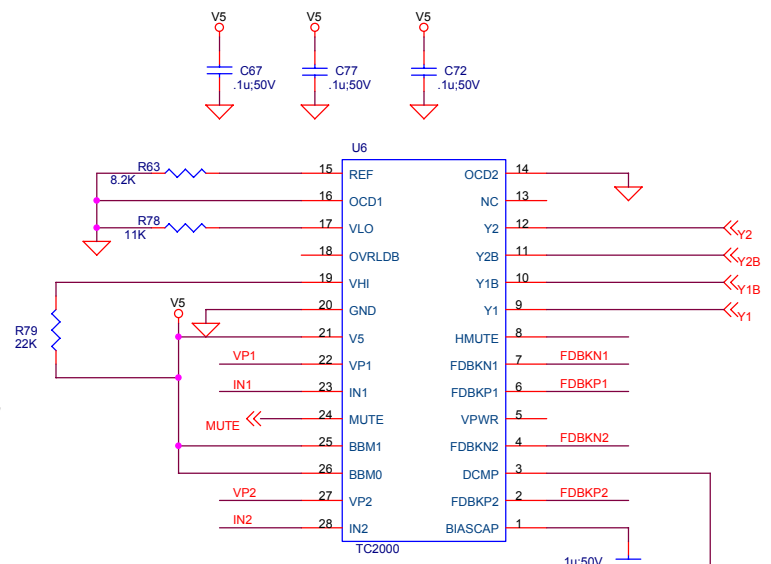 V5 V5 V5
C67 C77 C72
.1u;50V .1u;50V .1u;50V
U6
R63 15 REF OCD2 14
8.2K
16 OCD1 NC 13
R78 17 VLO Y2 12 Y2
11K
18 OVRLDB Y2B 11 Y2B
19 VHI Y1B 10 Y1B
V5 20 GND Y1 9 Y1
R79 21 V5 HMUTE 8
22K
VP1 22 VP1 FDBKN1 7 FDBKN1
IN1 23 IN1 FDBKP1 6 FDBKP1
MUTE 24 MUTE VPWR 5
25 BBM1 FDBKN2 4 FDBKN2
26 BBM0 DCMP 3
VP2 27 VP2 FDBKP2 2 FDBKP2
IN2 28 IN2 BIASCAP 1
TC2000
1u;50V